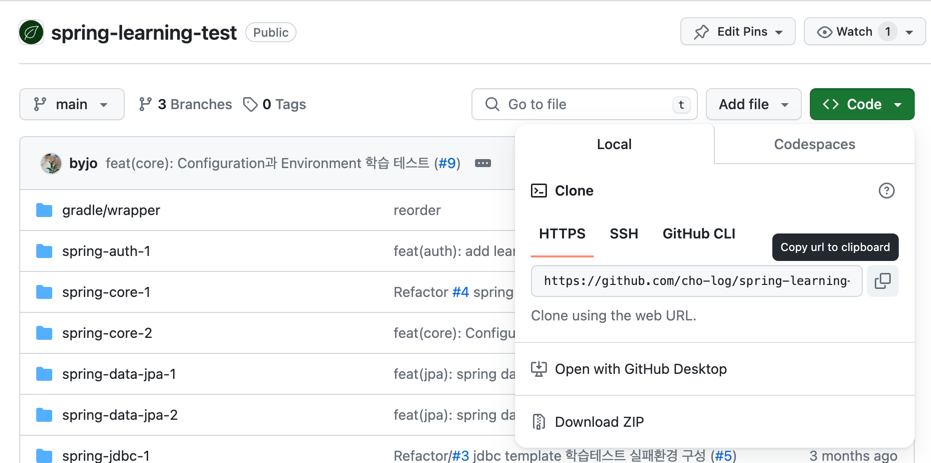 spring-learning-test Public Edit Pins Watch 1
main 3 Branches 0 Tags Go to file t Add file Code
Local Codespaces
byjo feat(core): Configuration과 Environment 학습 테스트 (#9)
Clone
gradle/wrapper reorder
HTTPS SSH GitHub CLI
Copy url to clipboard
spring-auth-1 feat(auth): add lear
https://github.com/cho-log/spring-learning-
spring-core-1 Refactor #4 spring
Clone using the web URL.
spring-core-2 feat(core): Configu
spring-data-jpa-1 feat(jpa): spring da
Open with GitHub Desktop
spring-data-jpa-2 feat(jpa): spring da
Download ZIP
spring-jdbc-1 Refactor/#3 jdbc template 학습테스트 실패환경 구성 (#5) 3 months ago